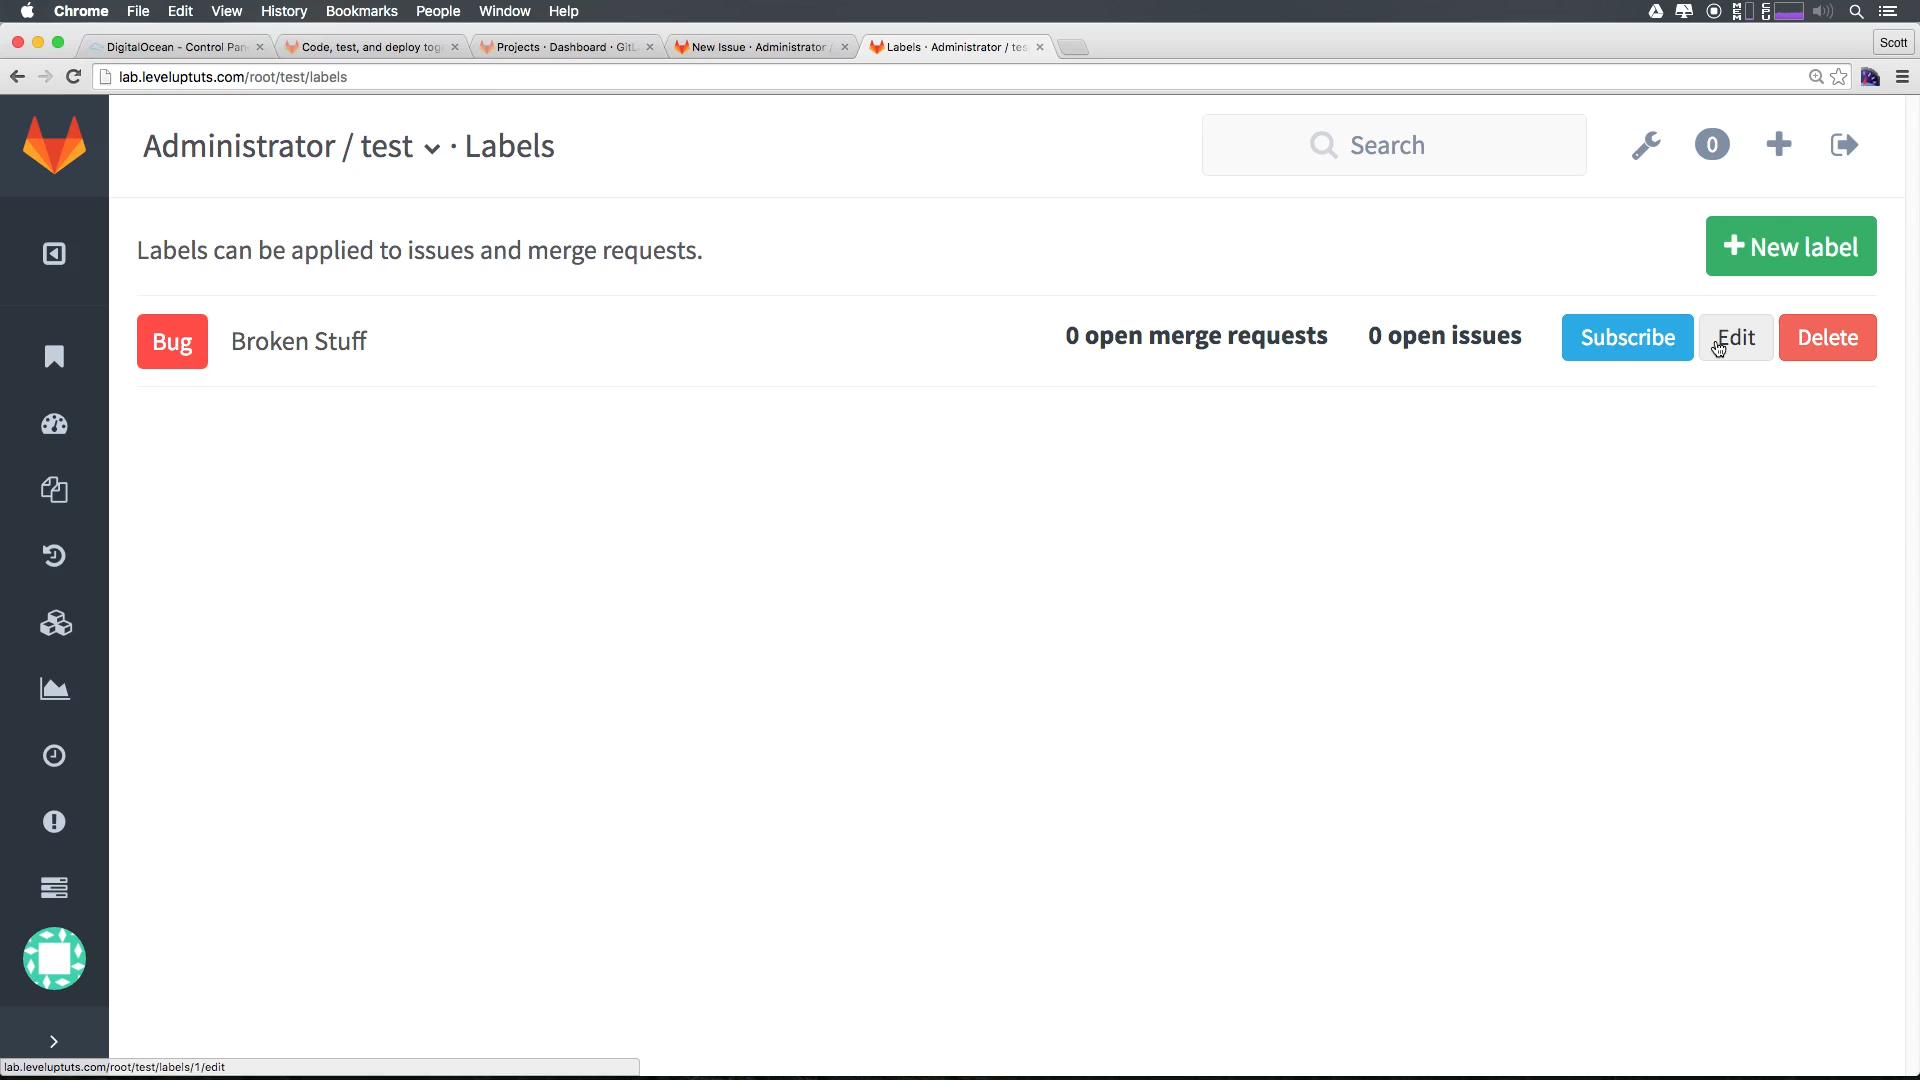 Chrome File Edit View History Bookmarks People Window Help
DigitalOcean - Control Pan
Code, test, and deploy tog
Projects · Dashboard · GitL
New Issue · Administrator /
Labels · Administrator / tes
Scott
lab.leveluptuts.com/root/test/labels
Administrator / test · Labels
Search
0
Labels can be applied to issues and merge requests.
+ New label
Bug Broken Stuff 0 open merge requests 0 open issues Subscribe Edit Delete
lab.leveluptuts.com/root/test/labels/1/edit